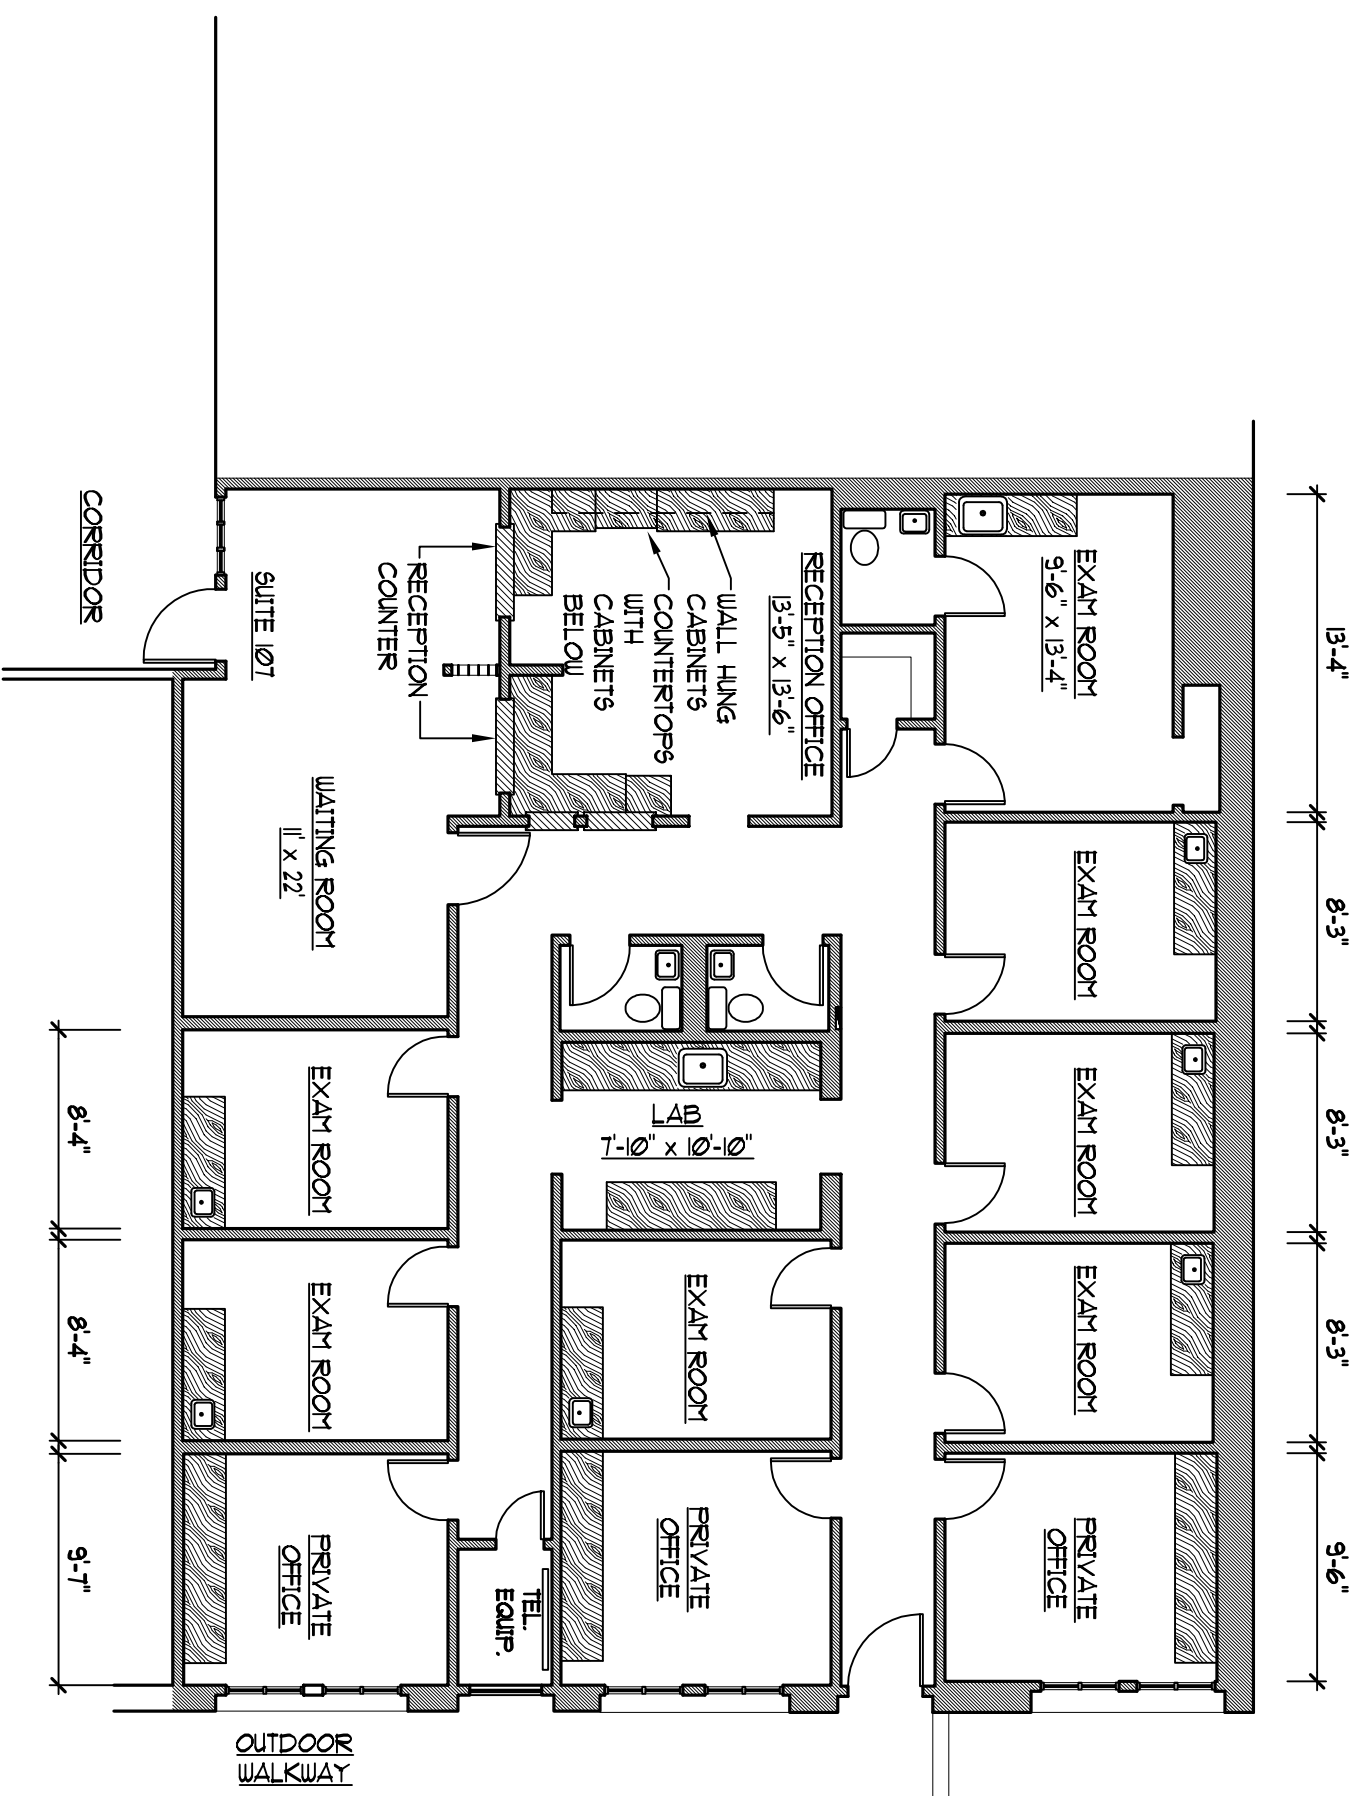 13'-4"
8'-3"
8'-3"
8'-3"
9'-6"
EXAM ROOM
9'-6" x 13'-4"
EXAM ROOM
EXAM ROOM
EXAM ROOM
PRIVATE
OFFICE
RECEPTION OFFICE
13'-5" x 13'-6"
WALL HUNG
CABINETS
COUNTERTOPS
WITH
CABINETS
BELOW
LAB
7'-10" x 10'-10"
EXAM ROOM
PRIVATE
OFFICE
TEL.
EQUIP.
RECEPTION
COUNTER
SUITE 107
WAITING ROOM
11' x 22'
EXAM ROOM
EXAM ROOM
PRIVATE
OFFICE
CORRIDOR
8'-4"
8'-4"
9'-7"
OUTDOOR
WALKWAY